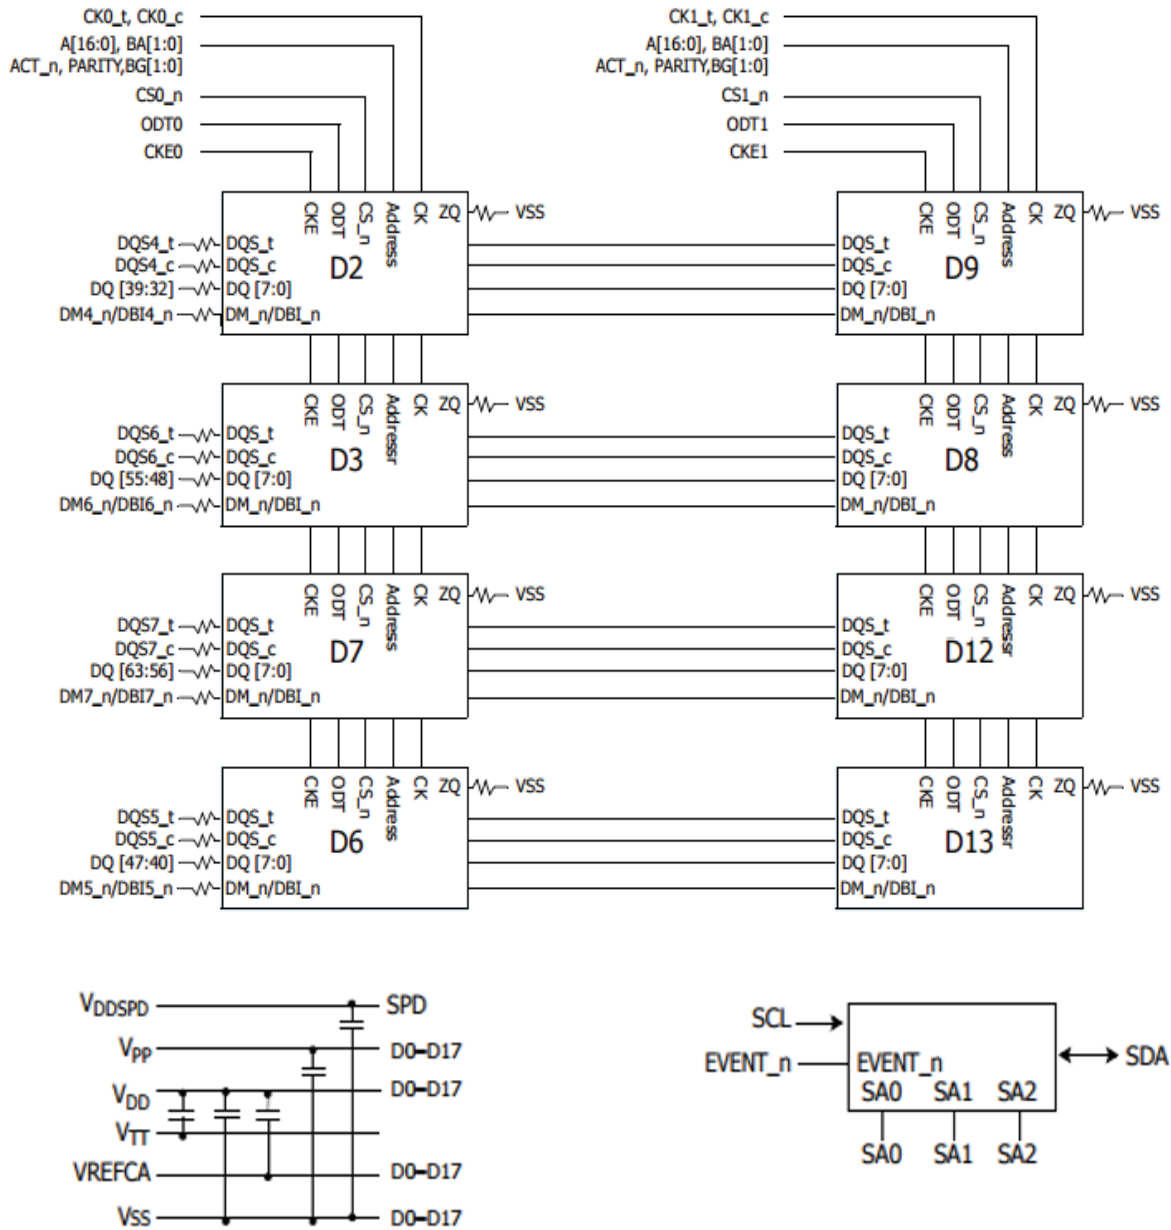 CK0_t, CK0_c
A[16:0], BA[1:0]
ACT_n, PARITY,BG[1:0]
CS0_n
ODT0
CKE0
CK1_t, CK1_c
A[16:0], BA[1:0]
ACT_n, PARITY,BG[1:0]
CS1_n
ODT1
CKE1
CKE ODT CS_n Address CK ZQ VSS
DQS4_t DQS_t
DQS4_c DQS_c
D2
DQ [39:32] DQ [7:0]
DM4_n/DBI4_n DM_n/DBI_n
CKE ODT CS_n Address CK ZQ VSS
DQS_t
DQS_c
D9
DQ [7:0]
DM_n/DBI_n
CKE ODT CS_n Addressr CK ZQ VSS
DQS6_t DQS_t
DQS6_c DQS_c
D3
DQ [55:48] DQ [7:0]
DM6_n/DBI6_n DM_n/DBI_n
CKE ODT CS_n Address CK ZQ VSS
DQS_t
DQS_c
D8
DQ [7:0]
DM_n/DBI_n
CKE ODT CS_n Address CK ZQ VSS
DQS7_t DQS_t
DQS7_c DQS_c
D7
DQ [63:56] DQ [7:0]
DM7_n/DBI7_n DM_n/DBI_n
CKE ODT CS_n Addressr CK ZQ VSS
DQS_t
DQS_c
D12
DQ [7:0]
DM_n/DBI_n
CKE ODT CS_n Address CK ZQ VSS
DQS5_t DQS_t
DQS5_c DQS_c
D6
DQ [47:40] DQ [7:0]
DM5_n/DBI5_n DM_n/DBI_n
CKE ODT CS_n Addressr CK ZQ VSS
DQS_t
DQS_c
D13
DQ [7:0]
DM_n/DBI_n
VDDSPD SPD
VPP D0–D17
VDD D0–D17
VTT
VREFCA D0–D17
VSS D0–D17
SCL
EVENT_n EVENT_n SDA
SA0 SA1 SA2
SA0 SA1 SA2